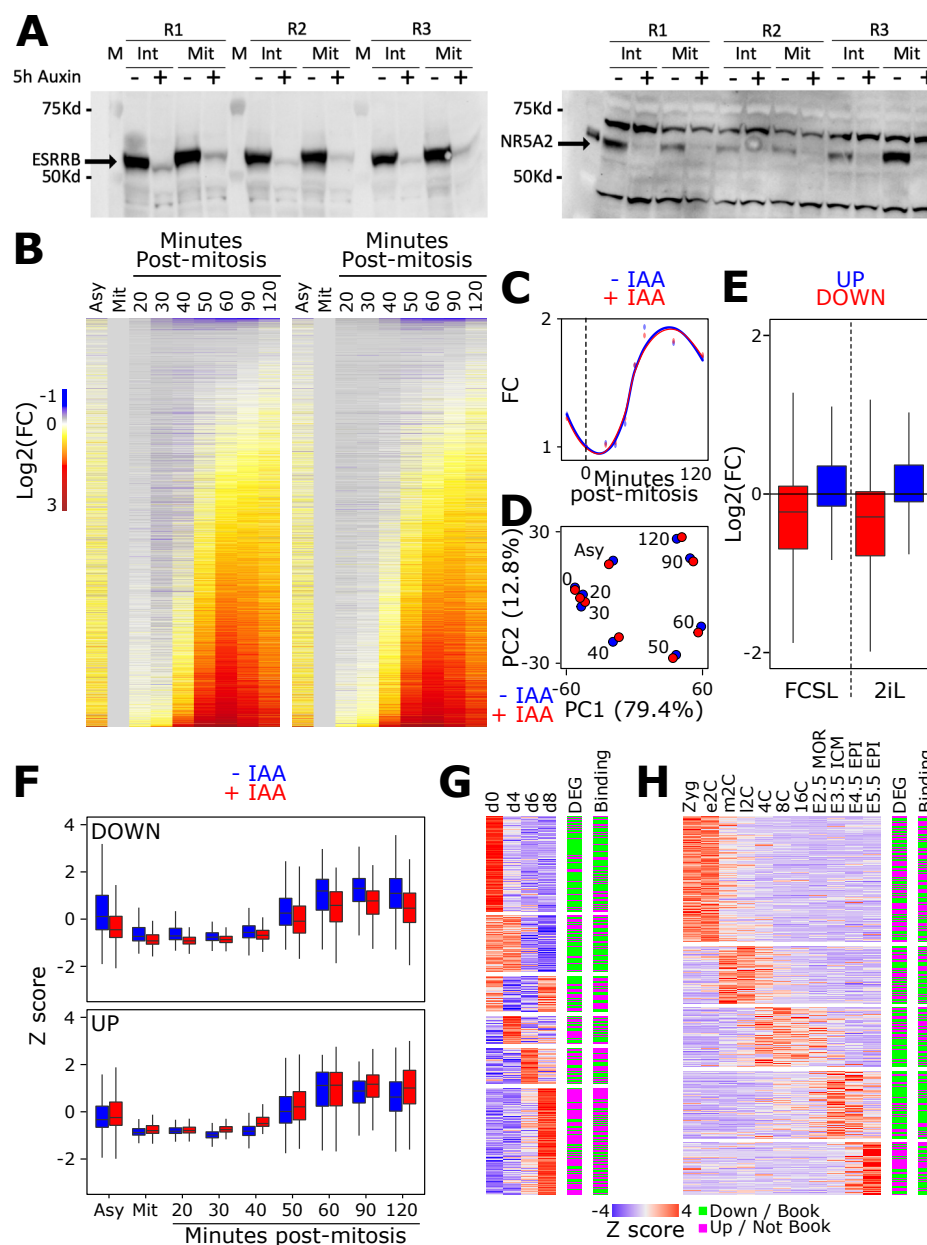 A
R1 R2 R3
M Int Mit M Int Mit M Int Mit
5h Auxin - + - + - + - + - + - +
75Kd
ESRRB
50Kd
R1 R2 R3
Int Mit Int Mit Int Mit
- + - + - + - + - + - +
75Kd
NR5A2
50Kd
B
Minutes
Post-mitosis
Asy Mit 20 30 40 50 60 90 120
Minutes
Post-mitosis
Asy Mit 20 30 40 50 60 90 120
Log2(FC)
-1
0
3
C
- IAA
+ IAA
2
FC
1
0 Minutes 120
post-mitosis
D
30
PC2 (12.8%)
-30
Asy
0
20
30
40
50
60
90
120
-60 60
PC1 (79.4%)
- IAA
+ IAA
E
UP
DOWN
2
Log2(FC)
0
-2
FCSL 2iL
F
- IAA
+ IAA
DOWN
4
2
0
-2
Z score
UP
4
2
0
-2
Asy Mit 20 30 40 50 60 90 120
Minutes post-mitosis
G
d0 d4 d6 d8 DEG Binding
H
Zyg e2C m2C l2C 4C 8C 16C E2.5 MOR E3.5 ICM E4.5 EPI E5.5 EPI DEG Binding
-4 4
Z score
Down / Book
Up / Not Book